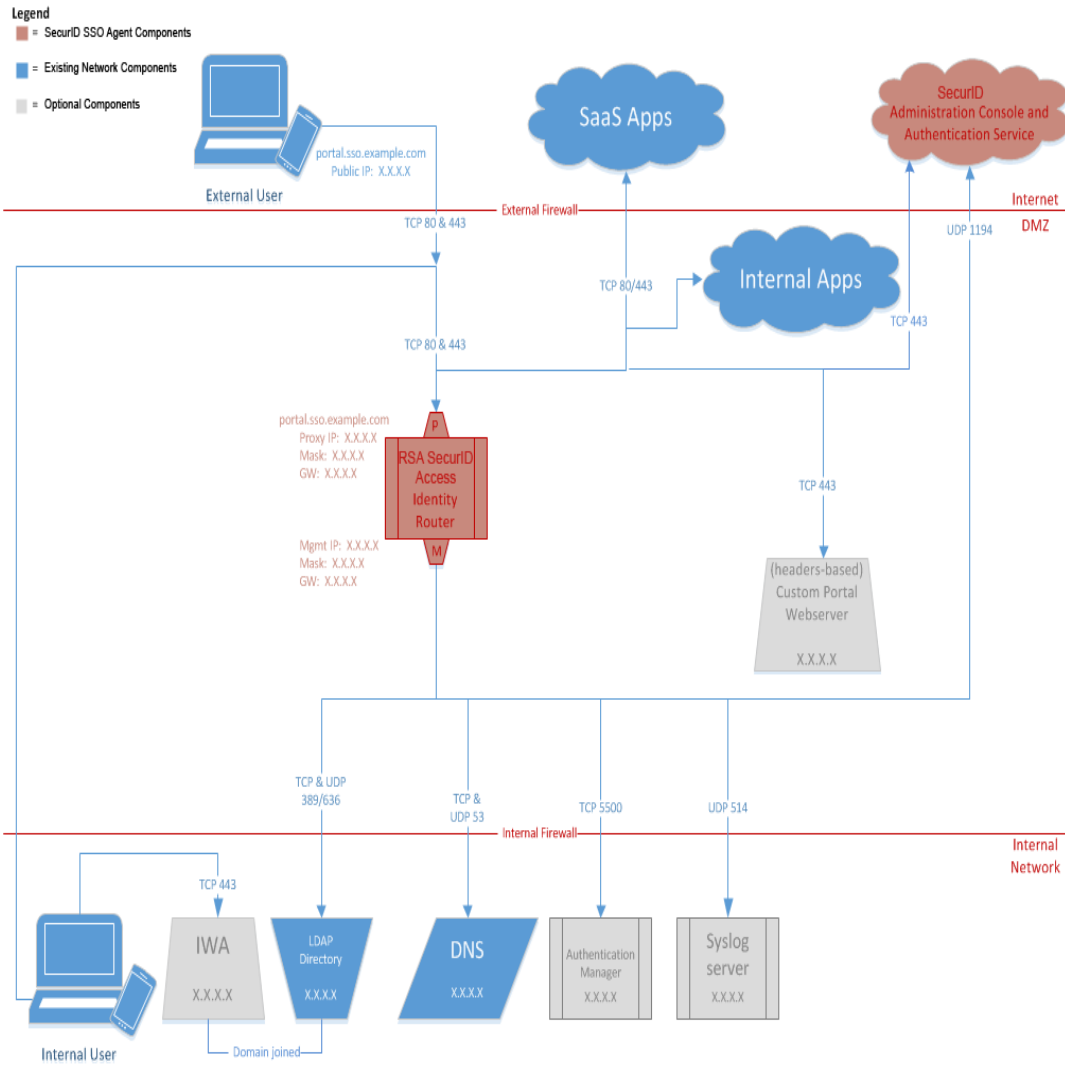 Legend
= SecurID SSO Agent Components
= Existing Network Components
= Optional Components
portal.sso.example.com
Public IP: X.X.X.X
External User
SaaS Apps
SecurID
Administration Console and
Authentication Service
External Firewall
Internet
DMZ
TCP 80 & 443
UDP 1194
Internal Apps
TCP 80/443
TCP 443
TCP 80 & 443
portal.sso.example.com
Proxy IP: X.X.X.X
Mask: X.X.X.X
GW: X.X.X.X
P
RSA SecurID
Access
Identity
Router
M
Mgmt IP: X.X.X.X
Mask: X.X.X.X
GW: X.X.X.X
TCP 443
(headers-based)
Custom Portal
Webserver
X.X.X.X
TCP & UDP
389/636
TCP &
UDP 53
TCP 5500
UDP 514
Internal Firewall
Internal
Network
TCP 443
IWA
X.X.X.X
LDAP
Directory
X.X.X.X
DNS
X.X.X.X
Authentication
Manager
X.X.X.X
Syslog
server
X.X.X.X
Internal User
Domain joined